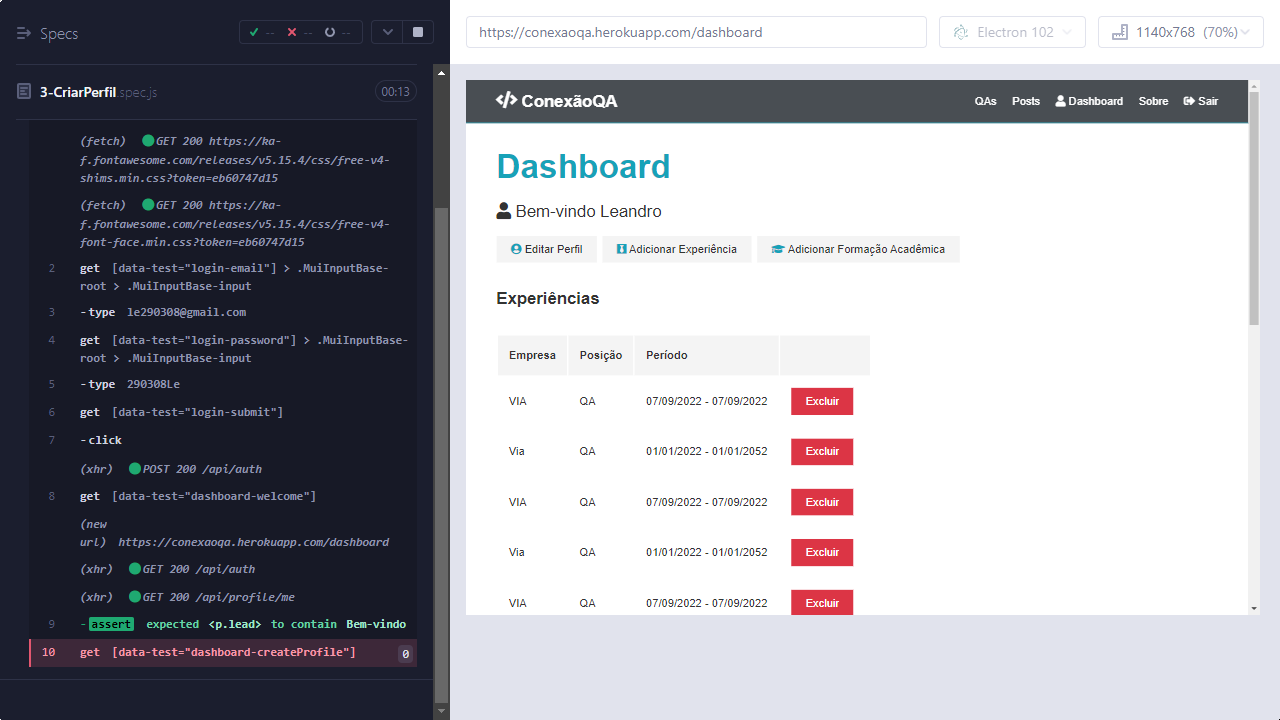 Specs
-- -- --
3-CriarPerfil.spec.js
00:13
(fetch) GET 200 https://ka-
f.fontawesome.com/releases/v5.15.4/css/free-v4-
shims.min.css?token=eb60747d15
(fetch) GET 200 https://ka-
f.fontawesome.com/releases/v5.15.4/css/free-v4-
font-face.min.css?token=eb60747d15
2 get [data-test="login-email"] > .MuiInputBase-
root > .MuiInputBase-input
3 -type le290308@gmail.com
4 get [data-test="login-password"] > .MuiInputBase-
root > .MuiInputBase-input
5 -type 290308Le
6 get [data-test="login-submit"]
7 -click
(xhr) POST 200 /api/auth
8 get [data-test="dashboard-welcome"]
(new
url) https://conexaoqa.herokuapp.com/dashboard
(xhr) GET 200 /api/auth
(xhr) GET 200 /api/profile/me
9 -assert expected <p.lead> to contain Bem-vindo
10 get [data-test="dashboard-createProfile"] 0
https://conexaoqa.herokuapp.com/dashboard
Electron 102
1140x768 (70%)
ConexãoQA
QAs Posts Dashboard Sobre Sair
Dashboard
Bem-vindo Leandro
Editar Perfil Adicionar Experiência Adicionar Formação Acadêmica
Experiências
Empresa Posição Período
VIA QA 07/09/2022 - 07/09/2022 Excluir
Via QA 01/01/2022 - 01/01/2052 Excluir
VIA QA 07/09/2022 - 07/09/2022 Excluir
Via QA 01/01/2022 - 01/01/2052 Excluir
VIA QA 07/09/2022 - 07/09/2022 Excluir